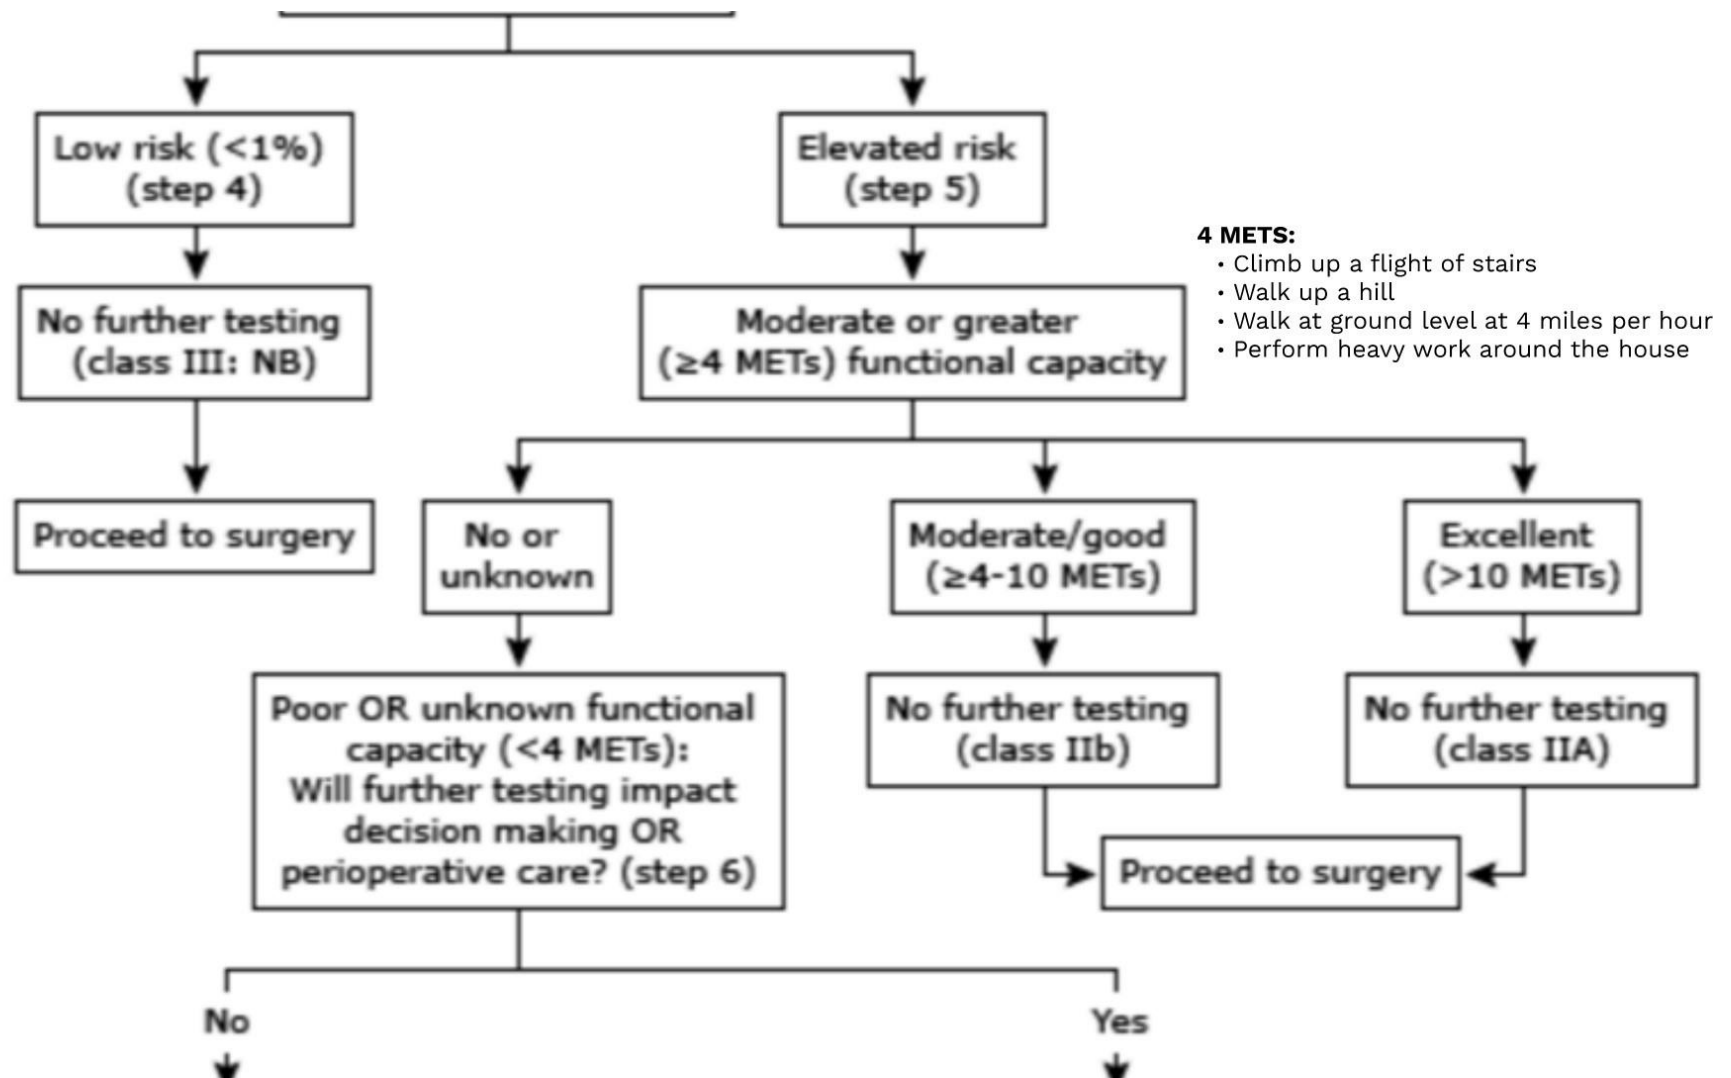 Low risk (<1%)
(step 4)
Elevated risk
(step 5)
4 METS:
• Climb up a flight of stairs
• Walk up a hill
• Walk at ground level at 4 miles per hour
• Perform heavy work around the house
No further testing
(class III: NB)
Moderate or greater
(≥4 METs) functional capacity
Proceed to surgery
No or
unknown
Moderate/good
(≥4-10 METs)
Excellent
(>10 METs)
Poor OR unknown functional
capacity (<4 METs):
Will further testing impact
decision making OR
perioperative care? (step 6)
No further testing
(class IIb)
No further testing
(class IIA)
Proceed to surgery
No
Yes